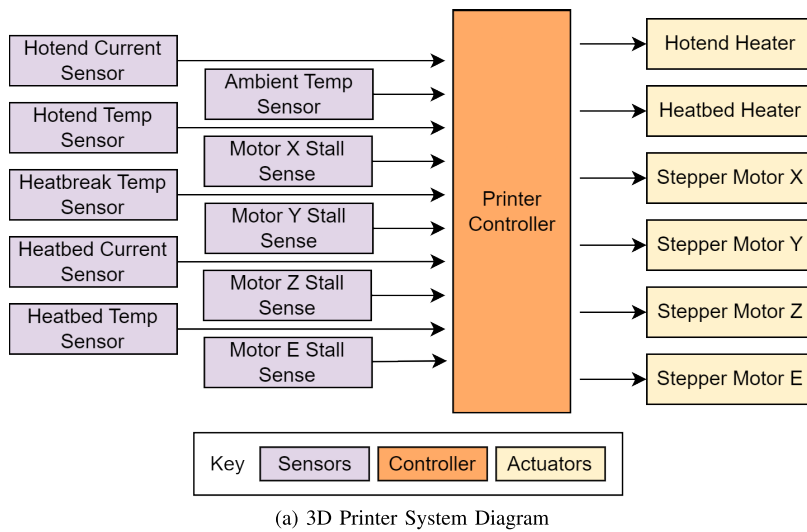 Hotend Current
Sensor
Ambient Temp
Sensor
Hotend Temp
Sensor
Motor X Stall
Sense
Heatbreak Temp
Sensor
Motor Y Stall
Sense
Heatbed Current
Sensor
Motor Z Stall
Sense
Heatbed Temp
Sensor
Motor E Stall
Sense
Printer
Controller
Hotend Heater
Heatbed Heater
Stepper Motor X
Stepper Motor Y
Stepper Motor Z
Stepper Motor E
Key
Sensors
Controller
Actuators
(a) 3D Printer System Diagram